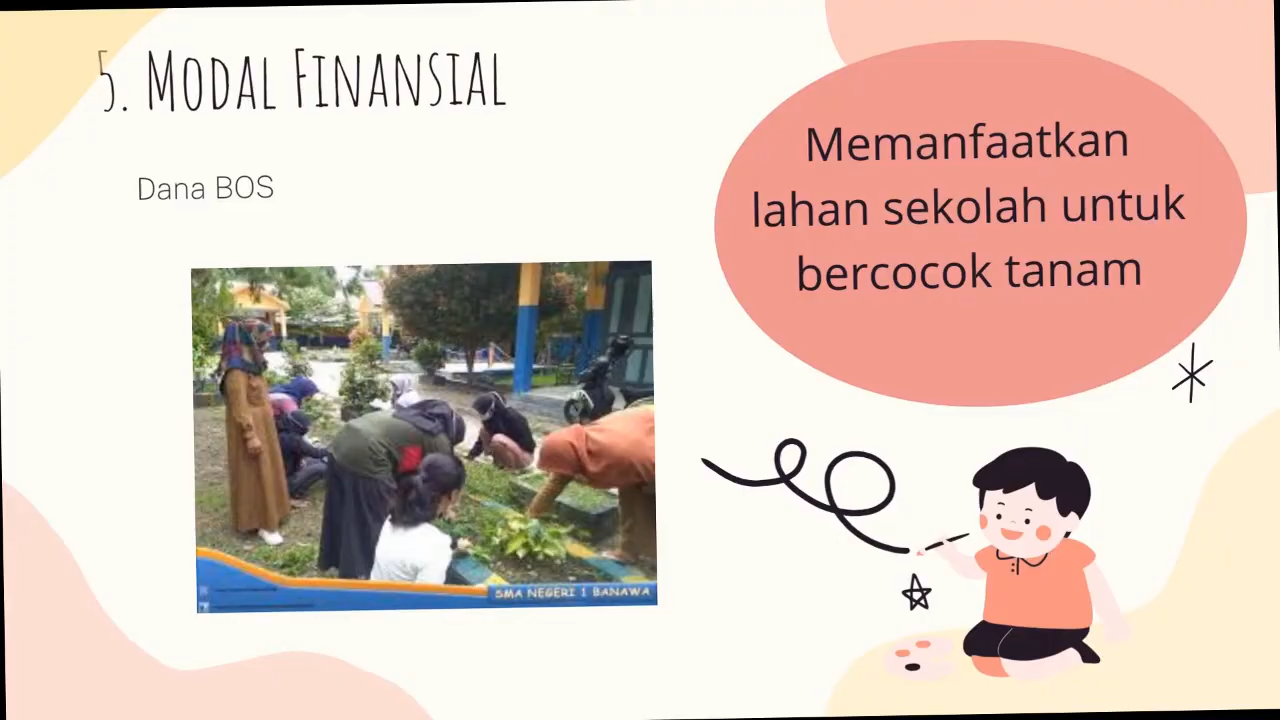 5. Modal Finansial
Dana BOS
Memanfaatkan
lahan sekolah untuk
bercocok tanam
SMA NEGERI 1 BANAWA